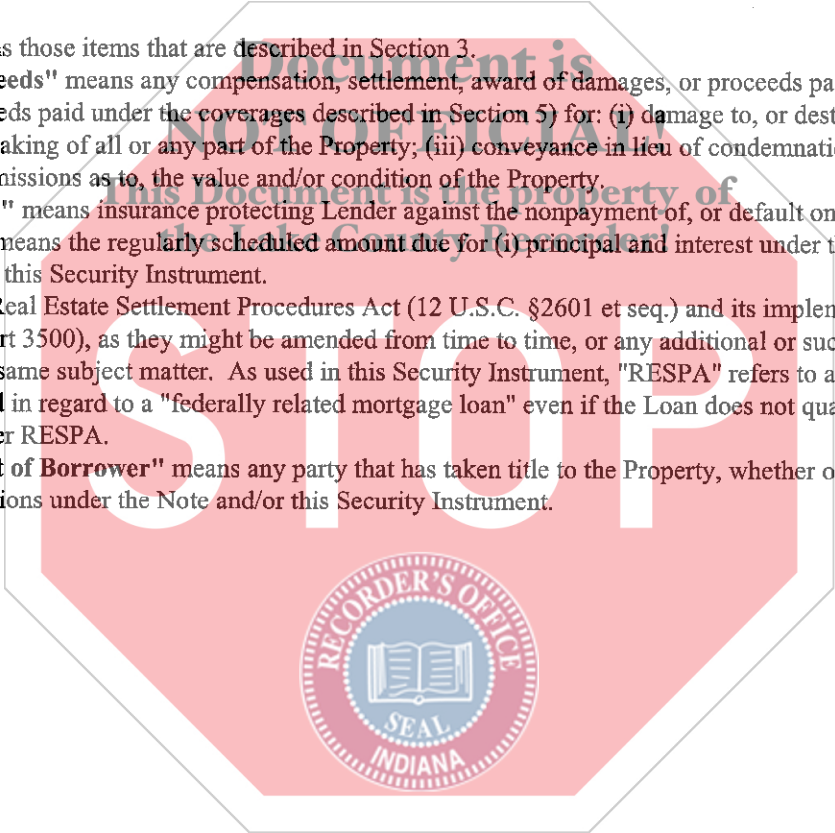 s those items that are described in Section 3.
eeds" means any compensation, settlement, award of damages, or proceeds pa
eds paid under the coverages described in Section 5) for: (i) damage to, or dest
aking of all or any part of the Property; (iii) conveyance in lieu of condemnati
nissions as to, the value and/or condition of the Property.
" means insurance protecting Lender against the nonpayment of, or default on
means the regularly scheduled amount due for (i) principal and interest under t
this Security Instrument.
Real Estate Settlement Procedures Act (12 U.S.C. §2601 et seq.) and its implen
rt 3500), as they might be amended from time to time, or any additional or suc
same subject matter. As used in this Security Instrument, "RESPA" refers to a
l in regard to a "federally related mortgage loan" even if the Loan does not qua
er RESPA.
t of Borrower" means any party that has taken title to the Property, whether o
ions under the Note and/or this Security Instrument.
Document is
NOT OFFICIAL!
This Document is the property of
the Lake County Recorder!
STOP
RECORDER'S OFFICE
SEAL
INDIANA